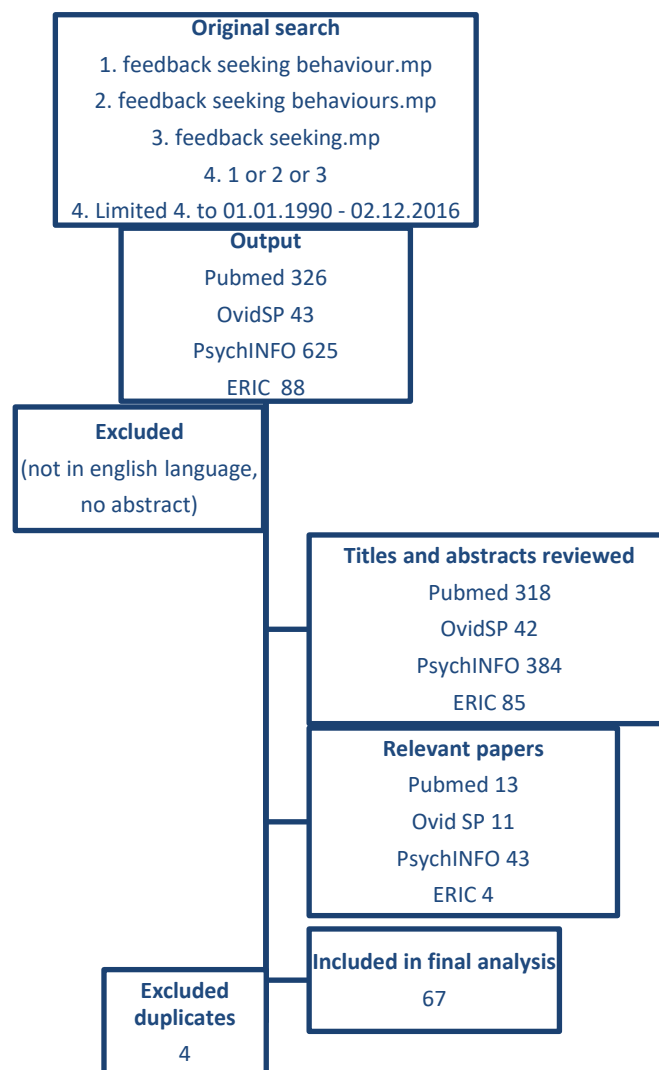 Original search
1. feedback seeking behaviour.mp
2. feedback seeking behaviours.mp
3. feedback seeking.mp
4. 1 or 2 or 3
4. Limited 4. to 01.01.1990 - 02.12.2016
Output
Pubmed 326
OvidSP 43
PsychINFO 625
ERIC 88
Excluded
(not in english language,
no abstract)
Titles and abstracts reviewed
Pubmed 318
OvidSP 42
PsychINFO 384
ERIC 85
Relevant papers
Pubmed 13
Ovid SP 11
PsychINFO 43
ERIC 4
Included in final analysis
67
Excluded
duplicates
4